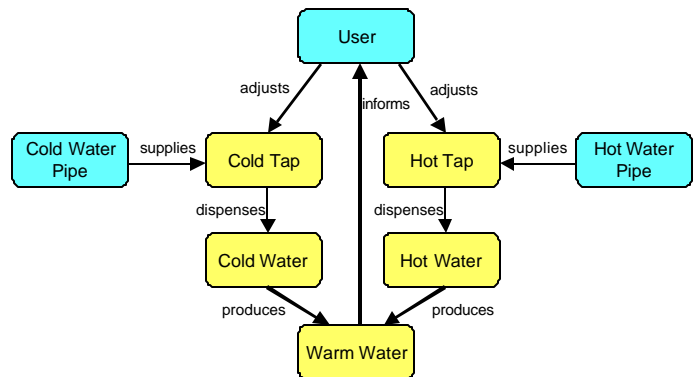 User
adjusts
informs
adjusts
Cold Water
Pipe
supplies
Cold Tap
Hot Tap
supplies
Hot Water
Pipe
dispenses
dispenses
Cold Water
Hot Water
produces
produces
Warm Water